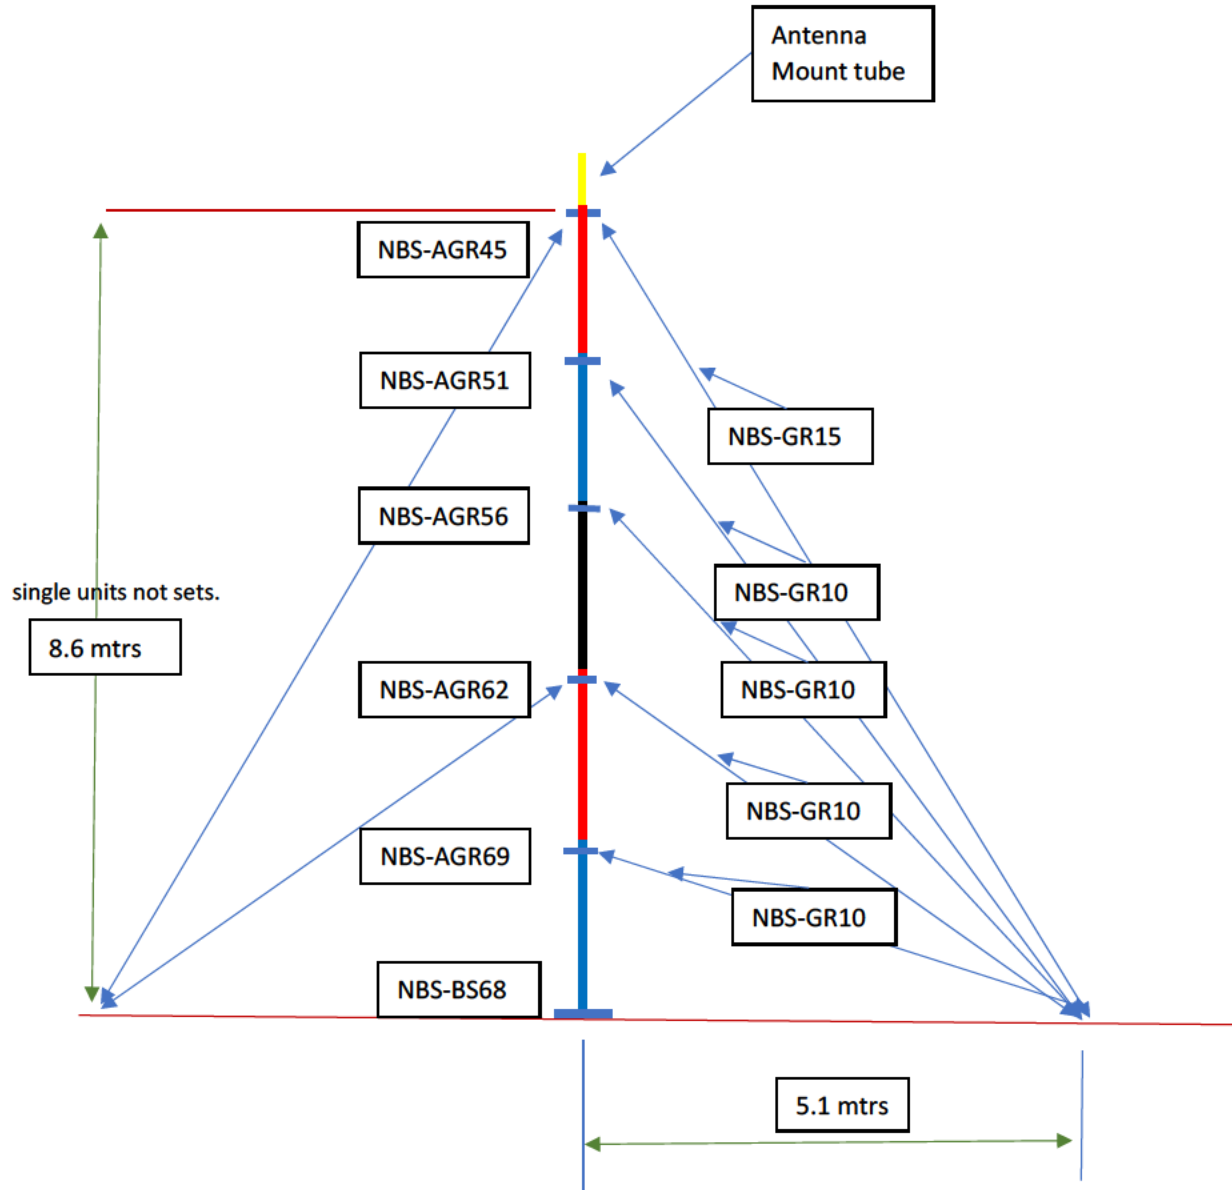 Antenna
Mount tube
NBS-AGR45
NBS-AGR51
NBS-GR15
NBS-AGR56
single units not sets.
NBS-GR10
8.6 mtrs
NBS-AGR62
NBS-GR10
NBS-GR10
NBS-AGR69
NBS-GR10
NBS-BS68
5.1 mtrs